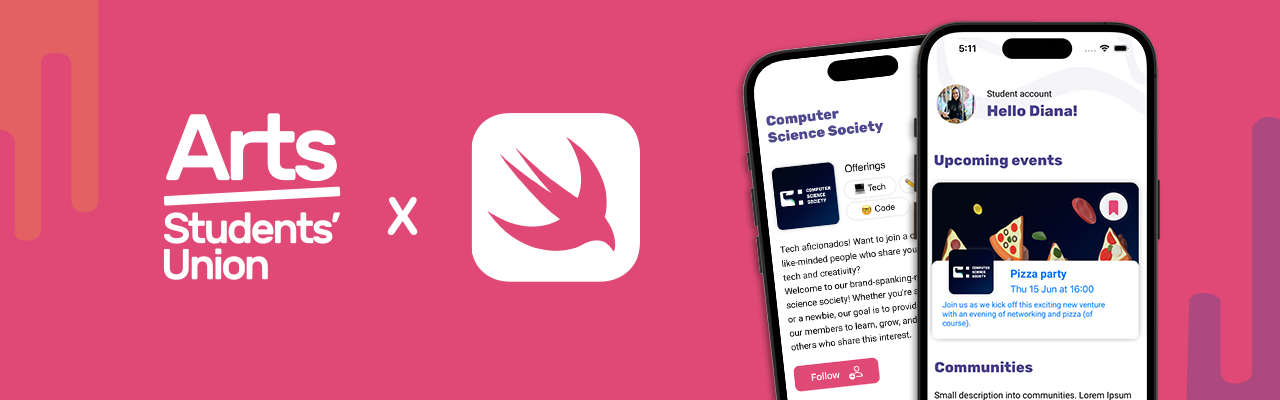 Arts
Students'
Union
x
Computer
Science Society
COMPUTER
SCIENCE
SOCIETY
Offerings
Tech
Code
Tech aficionados! Want to join a
like-minded people who share you
tech and creativity?
Welcome to our brand-spanking-
science society! Whether you're a
or a newbie, our goal is to provid
our members to learn, grow, and
others who share this interest.
Follow
5:11
Student account
Hello Diana!
Upcoming events
COMPUTER
SCIENCE
SOCIETY
Pizza party
Thu 15 Jun at 16:00
Join us as we kick off this exciting new venture
with an evening of networking and pizza (of
course).
Communities
Small description into communities. Lorem Ipsum